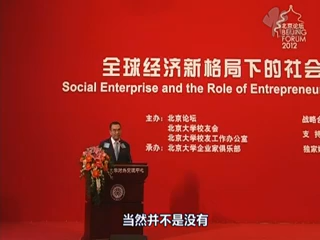 北京论坛
BEIJING
FORUM
2012
全球经济新格局下的社会
Social Enterprise and the Role of Entrepreneu
主办：北京论坛
北京大学校友会
北京大学校友工作办公室
承办：北京大学企业家俱乐部
战略合
支持
独家
当然并不是没有